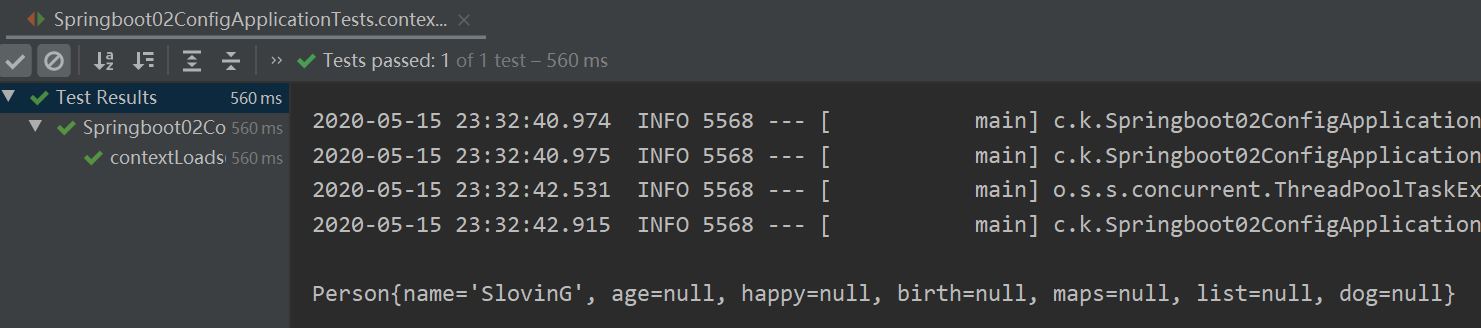 Springboot02ConfigApplicationTests.contex...
Tests passed: 1 of 1 test – 560 ms
Test Results 560 ms
Springboot02Co 560 ms
contextLoads( 560 ms
2020-05-15 23:32:40.974  INFO 5568 --- [           main] c.k.Springboot02ConfigApplication
2020-05-15 23:32:40.975  INFO 5568 --- [           main] c.k.Springboot02ConfigApplication
2020-05-15 23:32:42.531  INFO 5568 --- [           main] o.s.s.concurrent.ThreadPoolTaskEx
2020-05-15 23:32:42.915  INFO 5568 --- [           main] c.k.Springboot02ConfigApplication
Person{name='SlovinG', age=null, happy=null, birth=null, maps=null, list=null, dog=null}